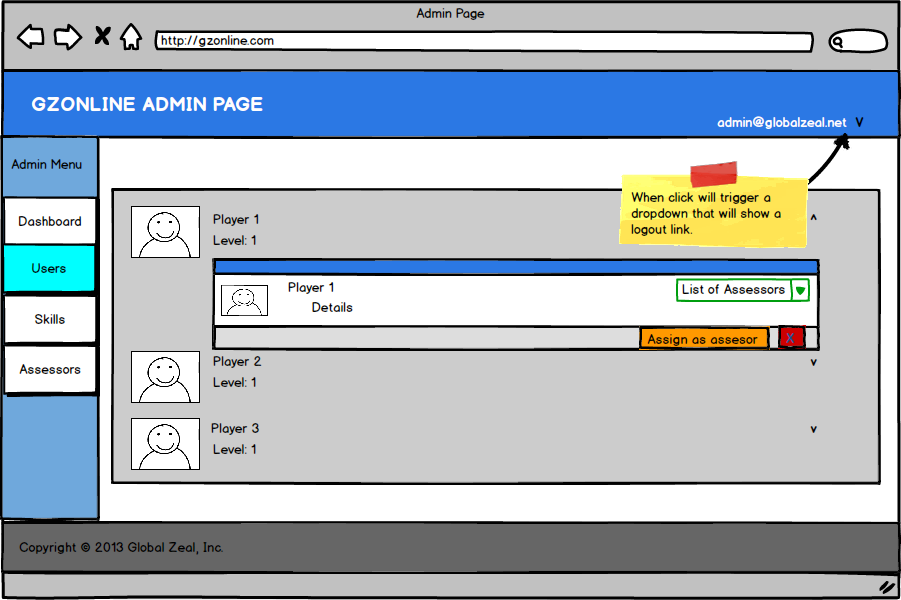 Admin Page
http://gzonline.com
GZONLINE ADMIN PAGE
admin@globalzeal.net v
Admin Menu
Dashboard
Users
Skills
Assessors
When click will trigger a
dropdown that will show a
logout link.
Player 1 ^
Level: 1
Player 1
Details
List of Assessors
Assign as assesor X
Player 2 v
Level: 1
Player 3 v
Level: 1
Copyright © 2013 Global Zeal, Inc.